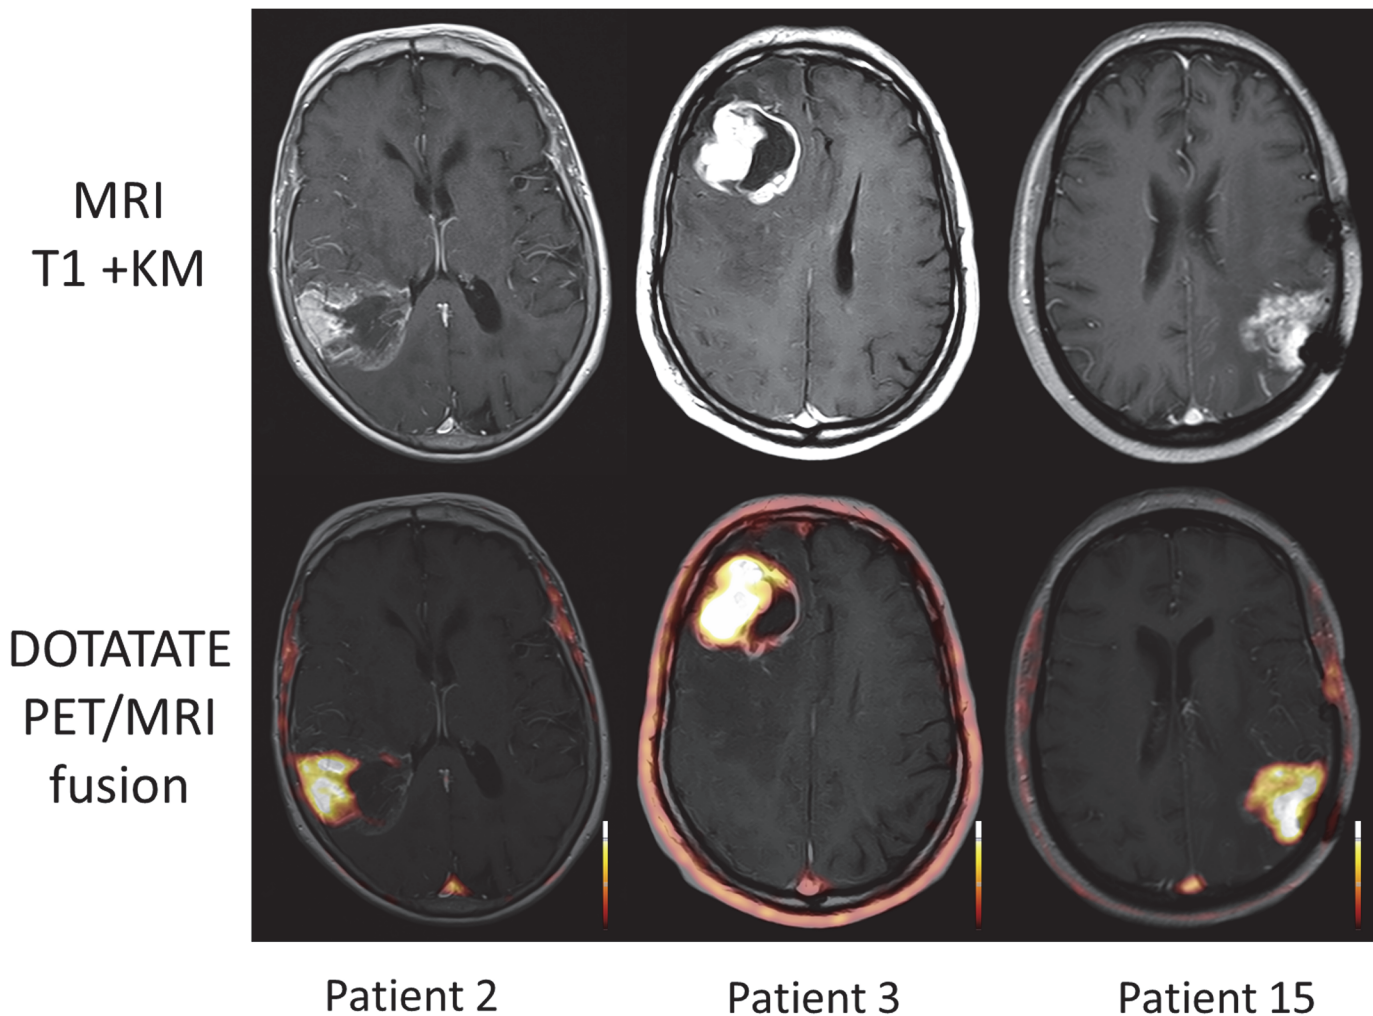 MRI
T1 +KM
DOTATATE
PET/MRI
fusion
Patient 2
Patient 3
Patient 15